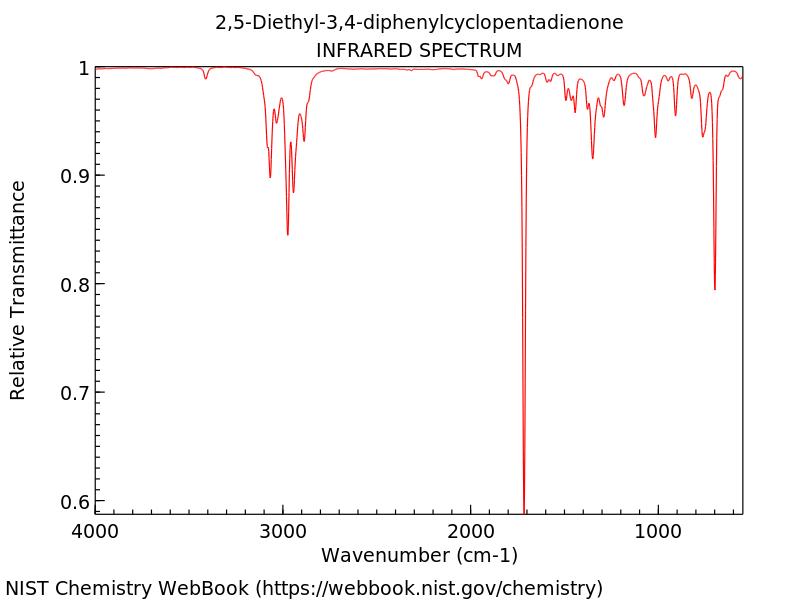 2,5-Diethyl-3,4-diphenylcyclopentadienone
INFRARED SPECTRUM
1
0.9
0.8
0.7
0.6
Relative Transmittance
4000 3000 2000 1000
Wavenumber (cm-1)
NIST Chemistry WebBook (https://webbook.nist.gov/chemistry)